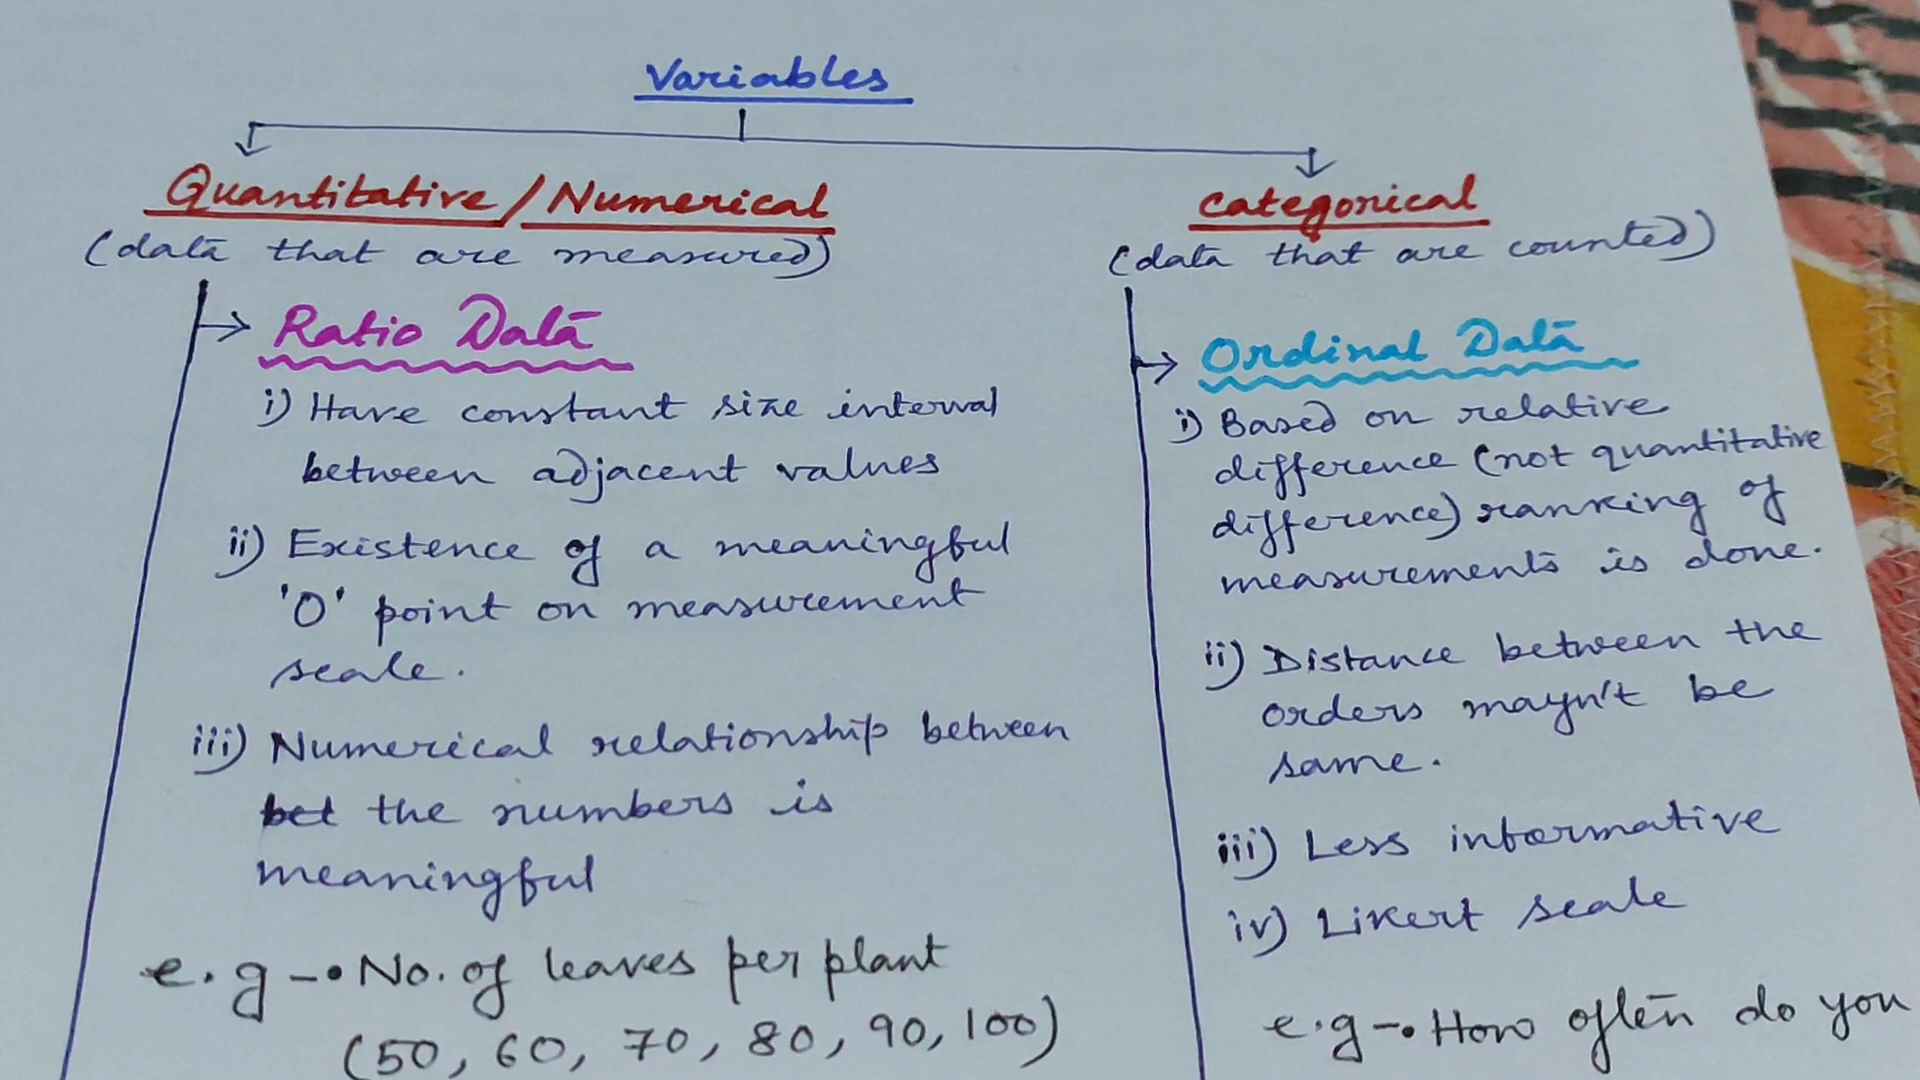 Variables
Quantitative/Numerical
(data that are measured)
Ratio Data
i) Have constant size interval
between adjacent values
ii) Existence of a meaningful
'0' point on measurement
scale.
iii) Numerical relationship between
bet the numbers is
meaningful
e.g - • No. of leaves per plant
(50, 60, 70, 80, 90, 100)
categorical
(data that are counted)
Ordinal Data
i) Based on relative
difference (not quantitative
difference) ranking of
measurements is done.
ii) Distance between the
orders mayn't be
same.
iii) Less informative
iv) Likert scale
e.g - • How often do you